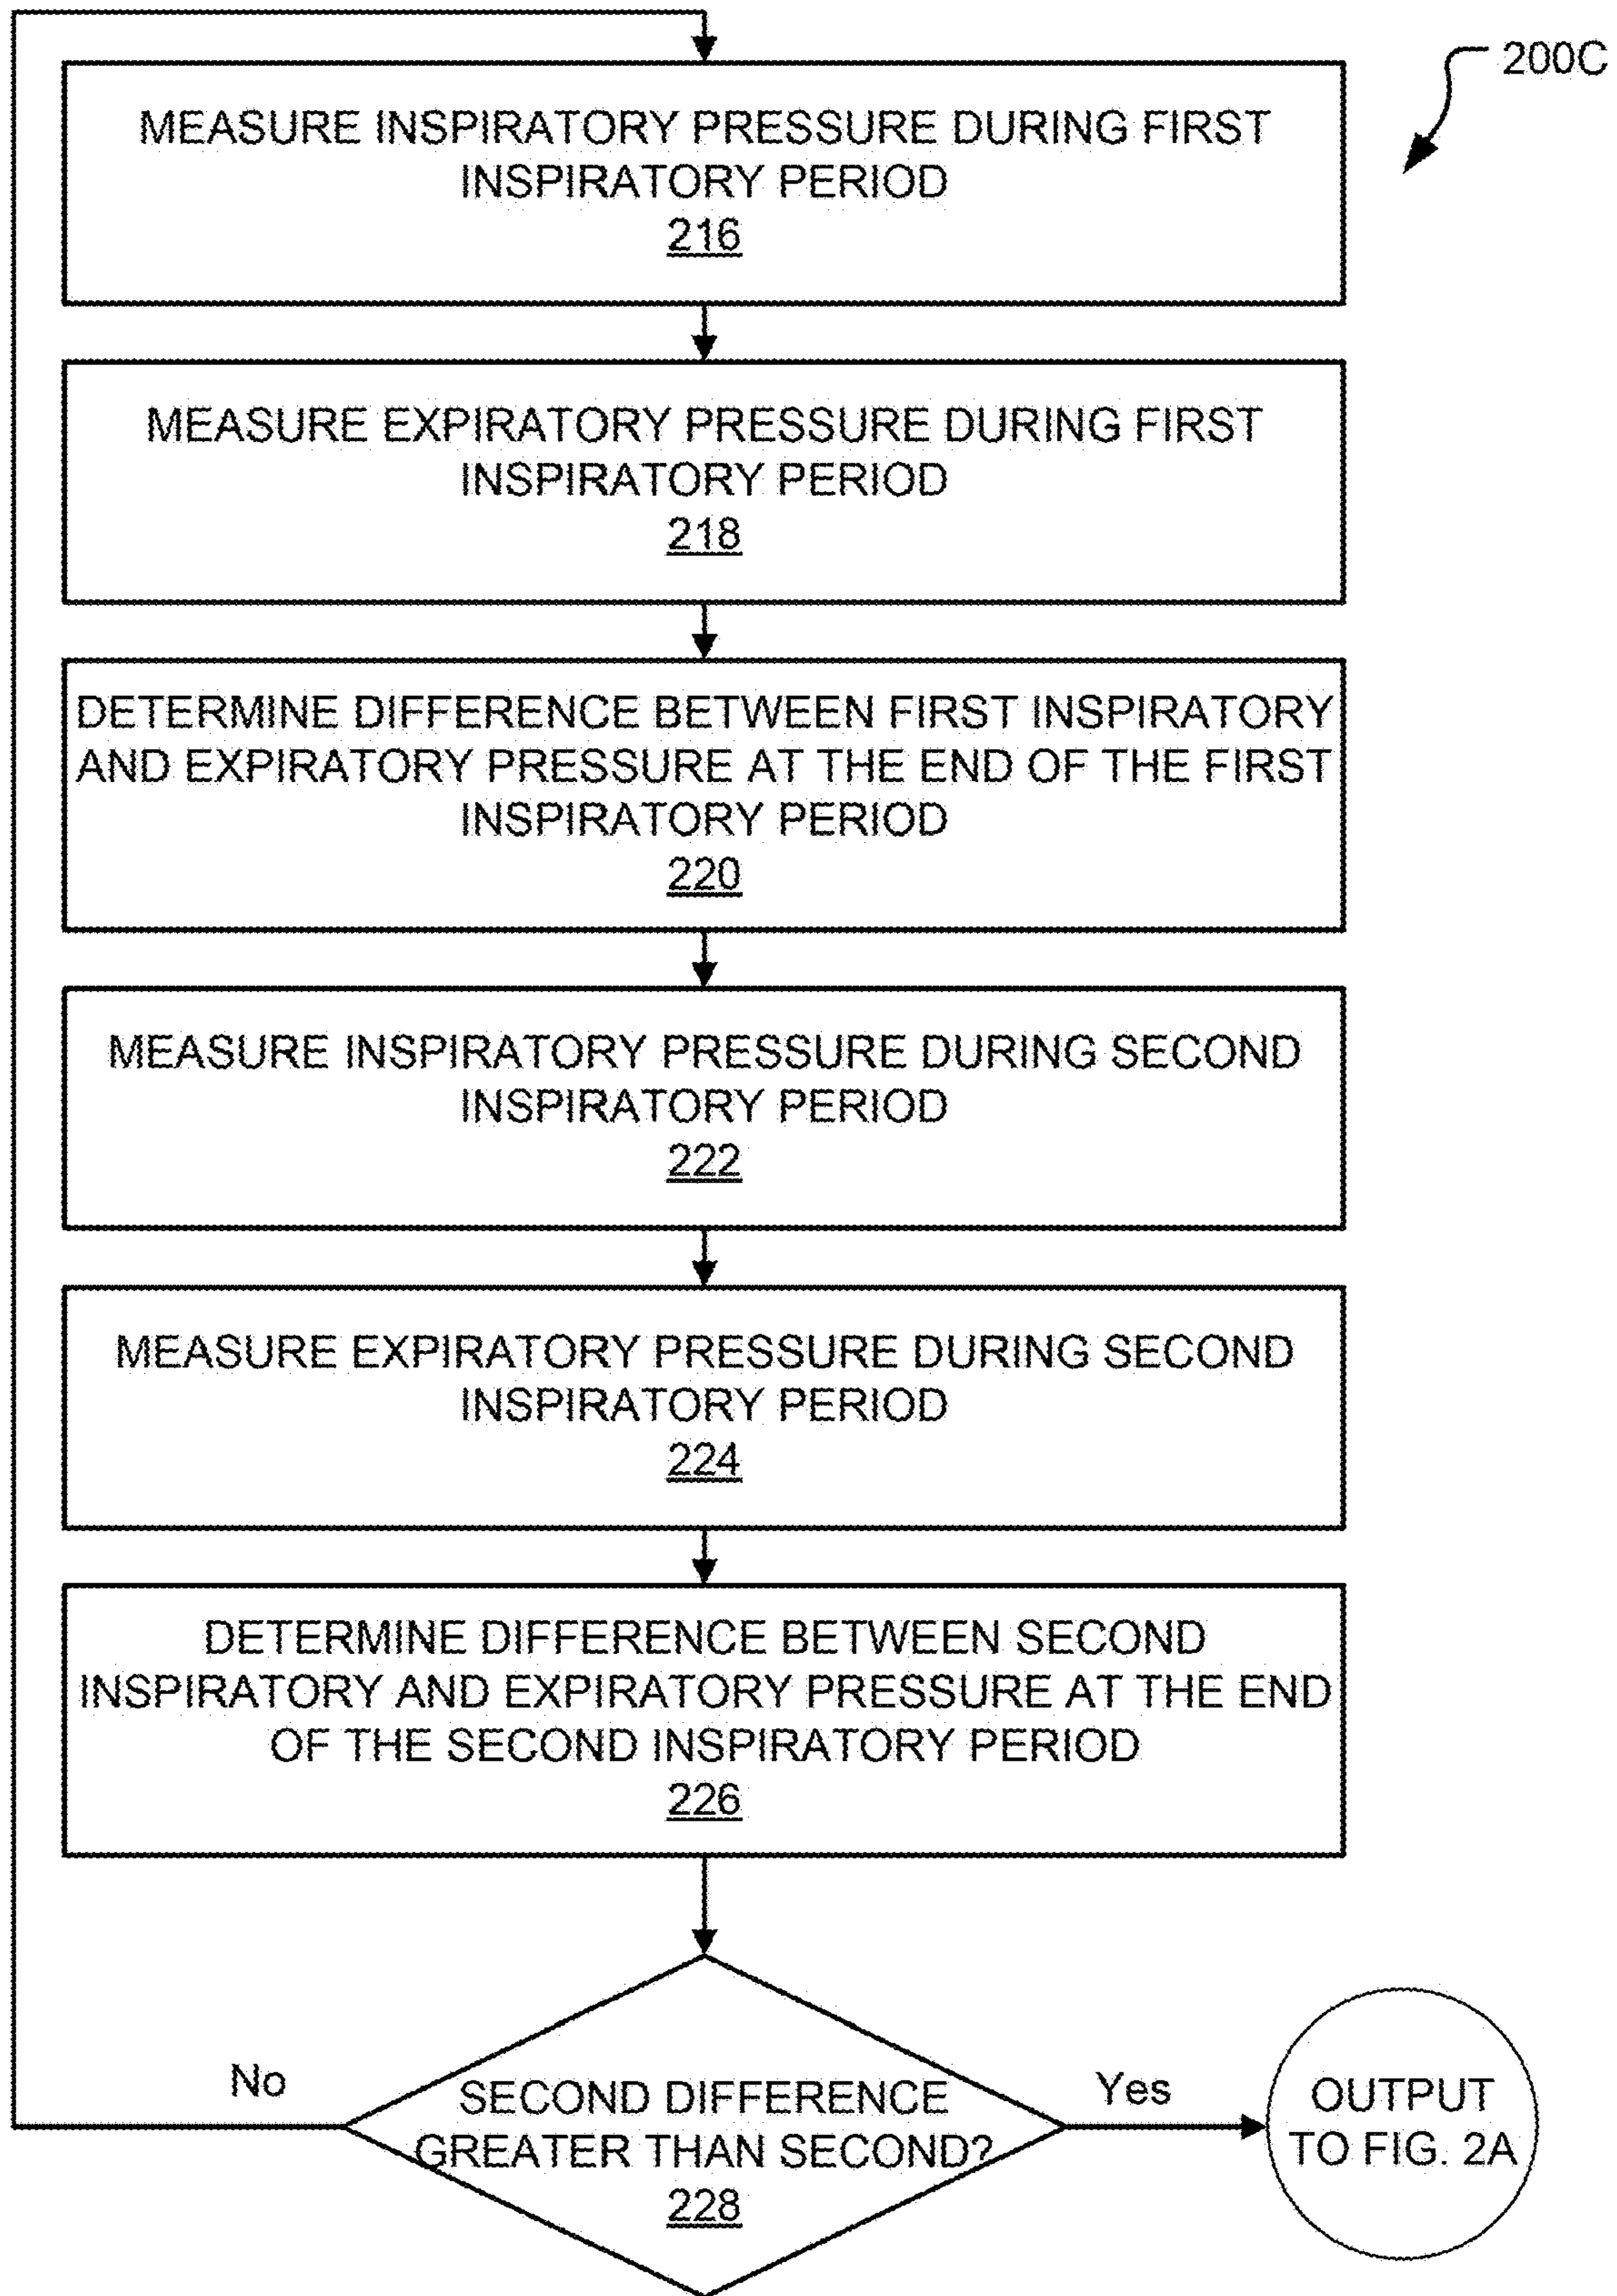 200C
MEASURE INSPIRATORY PRESSURE DURING FIRST
INSPIRATORY PERIOD
216
MEASURE EXPIRATORY PRESSURE DURING FIRST
INSPIRATORY PERIOD
218
DETERMINE DIFFERENCE BETWEEN FIRST INSPIRATORY
AND EXPIRATORY PRESSURE AT THE END OF THE FIRST
INSPIRATORY PERIOD
220
MEASURE INSPIRATORY PRESSURE DURING SECOND
INSPIRATORY PERIOD
222
MEASURE EXPIRATORY PRESSURE DURING SECOND
INSPIRATORY PERIOD
224
DETERMINE DIFFERENCE BETWEEN SECOND
INSPIRATORY AND EXPIRATORY PRESSURE AT THE END
OF THE SECOND INSPIRATORY PERIOD
226
No
SECOND DIFFERENCE
GREATER THAN SECOND?
228
Yes
OUTPUT
TO FIG. 2A